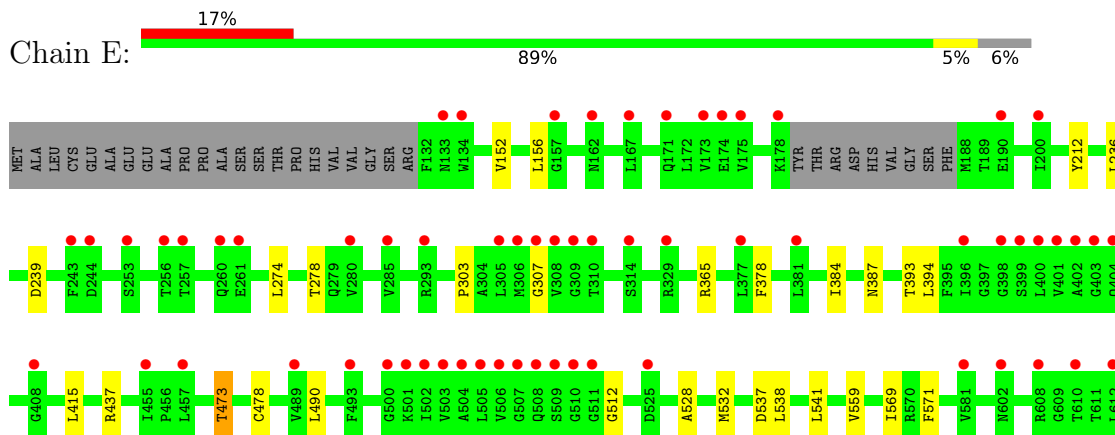 17%
Chain E:
89% 5% 6%
MET ALA LEU CYS GLU ALA GLU GLU ALA PRO PRO ALA SER SER THR PRO HIS VAL VAL GLY SER ARG F132 N133 W134 V152 L156 G157 N162 L167 Q171 L172 V173 E174 V175 K178 TYR THR ARG ASP HIS VAL GLY SER PHE M188 T189 E190 I200 Y212 L236
D239 F243 D244 S253 T256 T257 Q260 E261 L274 T278 Q279 V280 V285 R293 P303 A304 L305 M306 G307 V308 G309 T310 S314 R329 R365 L377 F378 L381 I384 N387 T393 L394 F395 I396 G397 G398 S399 L400 V401 A402 G403
G408 L415 R437 I455 P456 L457 T473 C478 V489 L490 F493 G500 K501 I502 V503 A504 L505 V506 G507 Q508 S509 G510 G511 G512 D525 A528 M532 D537 L538 L541 V559 I569 R570 F571 V581 N602 R608 G609 T610 T611